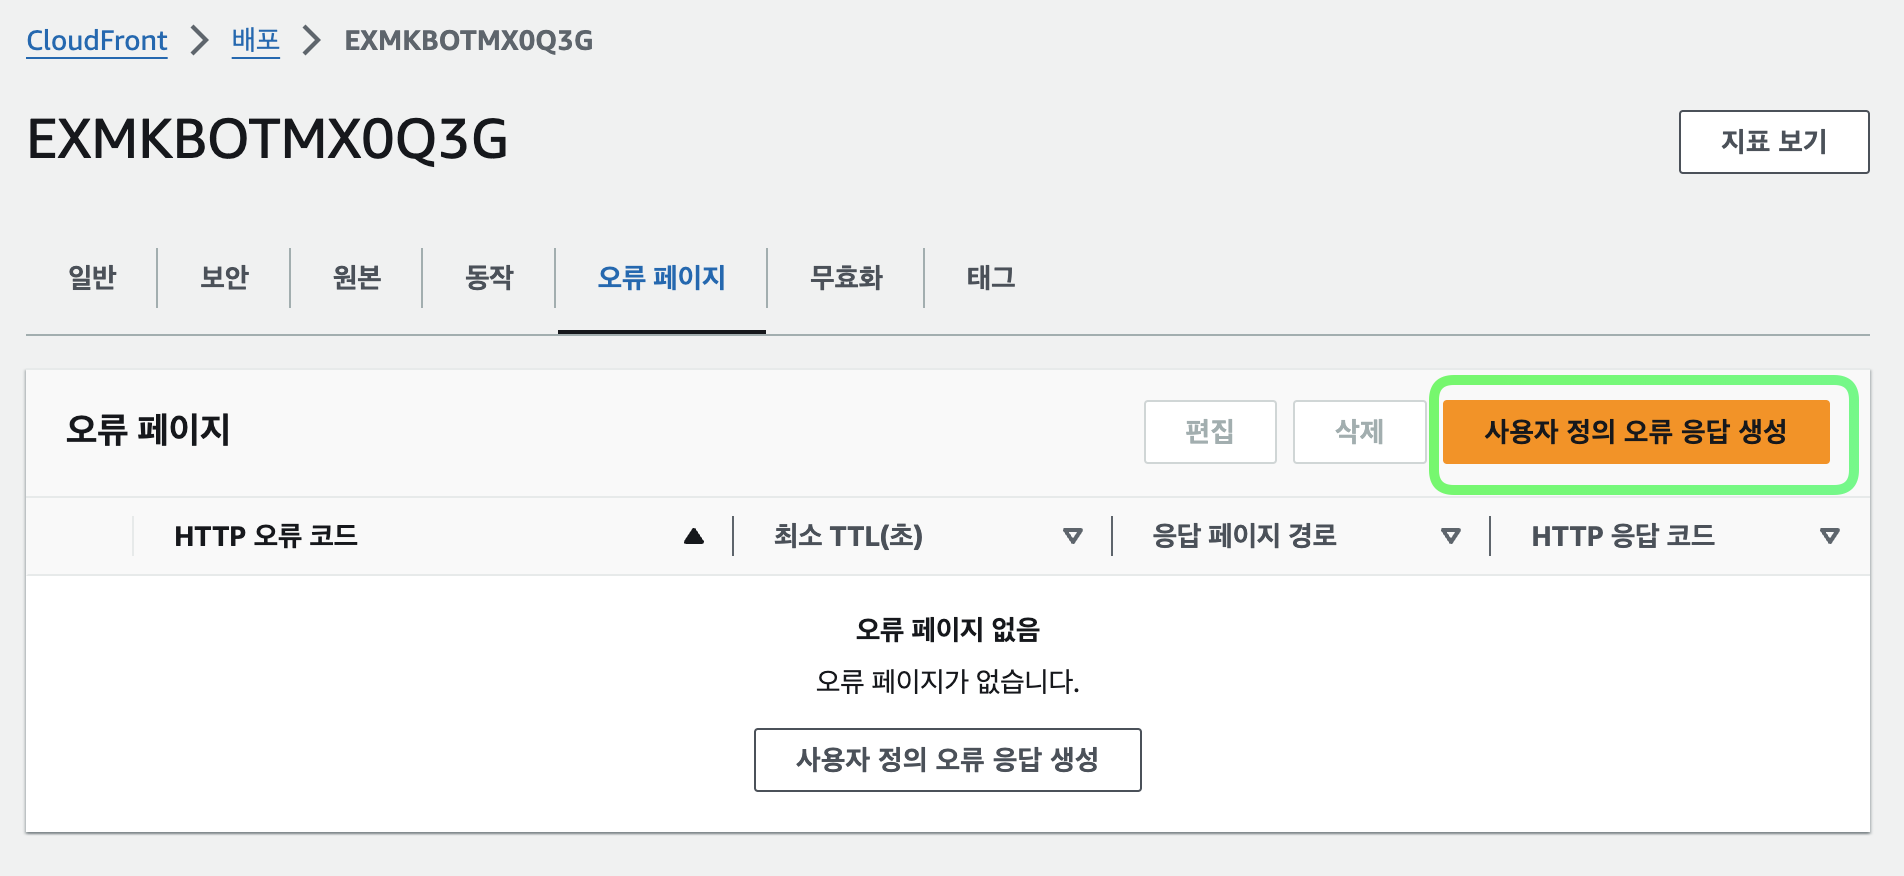 CloudFront > 배포 > EXMKBOTMX0Q3G
EXMKBOTMX0Q3G
지표 보기
일반 보안 원본 동작 오류 페이지 무효화 태그
오류 페이지
편집 삭제 사용자 정의 오류 응답 생성
HTTP 오류 코드 최소 TTL(초) 응답 페이지 경로 HTTP 응답 코드
오류 페이지 없음
오류 페이지가 없습니다.
사용자 정의 오류 응답 생성